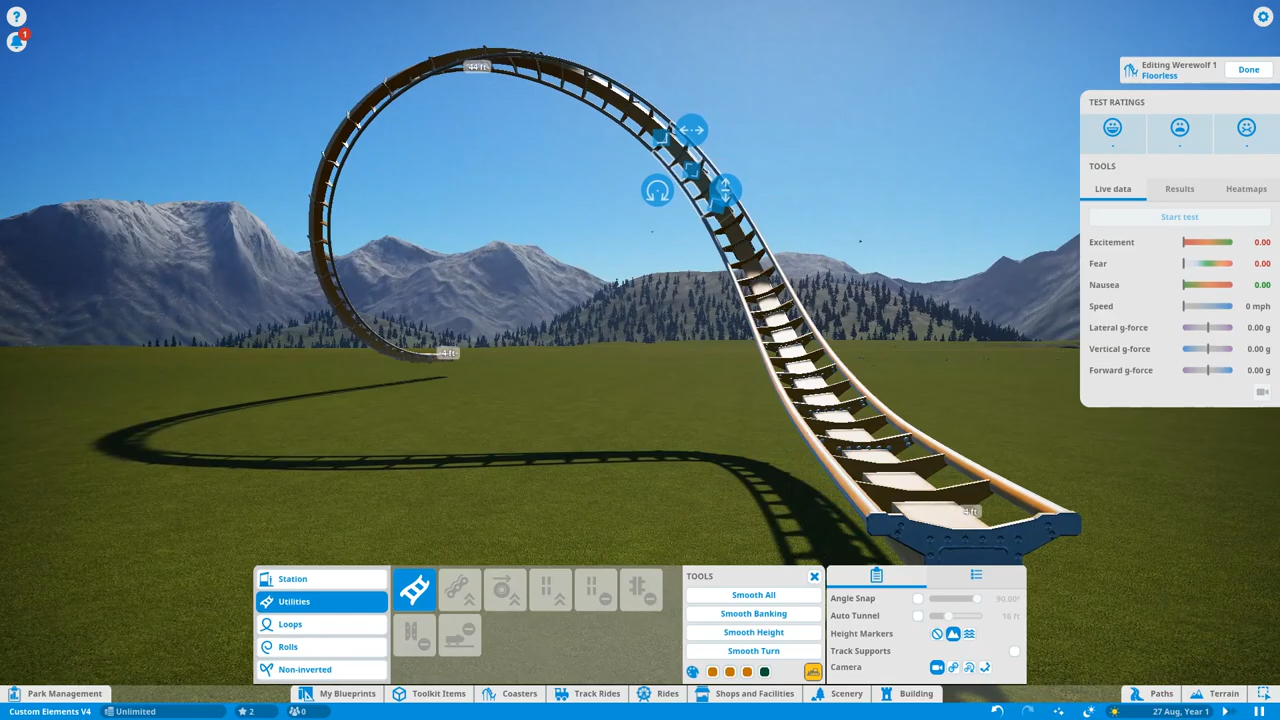 ?
1
44 ft
4 ft
4 ft
Editing Werewolf 1
Floorless
Done
TEST RATINGS
- - -
TOOLS
Live data Results Heatmaps
Start test
Excitement 0.00
Fear 0.00
Nausea 0.00
Speed 0 mph
Lateral g-force 0.00 g
Vertical g-force 0.00 g
Forward g-force 0.00 g
Station
Utilities
Loops
Rolls
Non-inverted
TOOLS
Smooth All
Smooth Banking
Smooth Height
Smooth Turn
Angle Snap 90.00°
Auto Tunnel 16 ft
Height Markers
Track Supports
Camera
Park Management My Blueprints Toolkit Items Coasters Track Rides Rides Shops and Facilities Scenery Building Paths Terrain
Custom Elements V4 Unlimited 2 0 27 Aug, Year 1